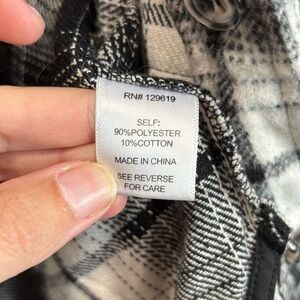 RN# 129619
SELF:
90%POLYESTER
10%COTTON
MADE IN CHINA
SEE REVERSE
FOR CARE